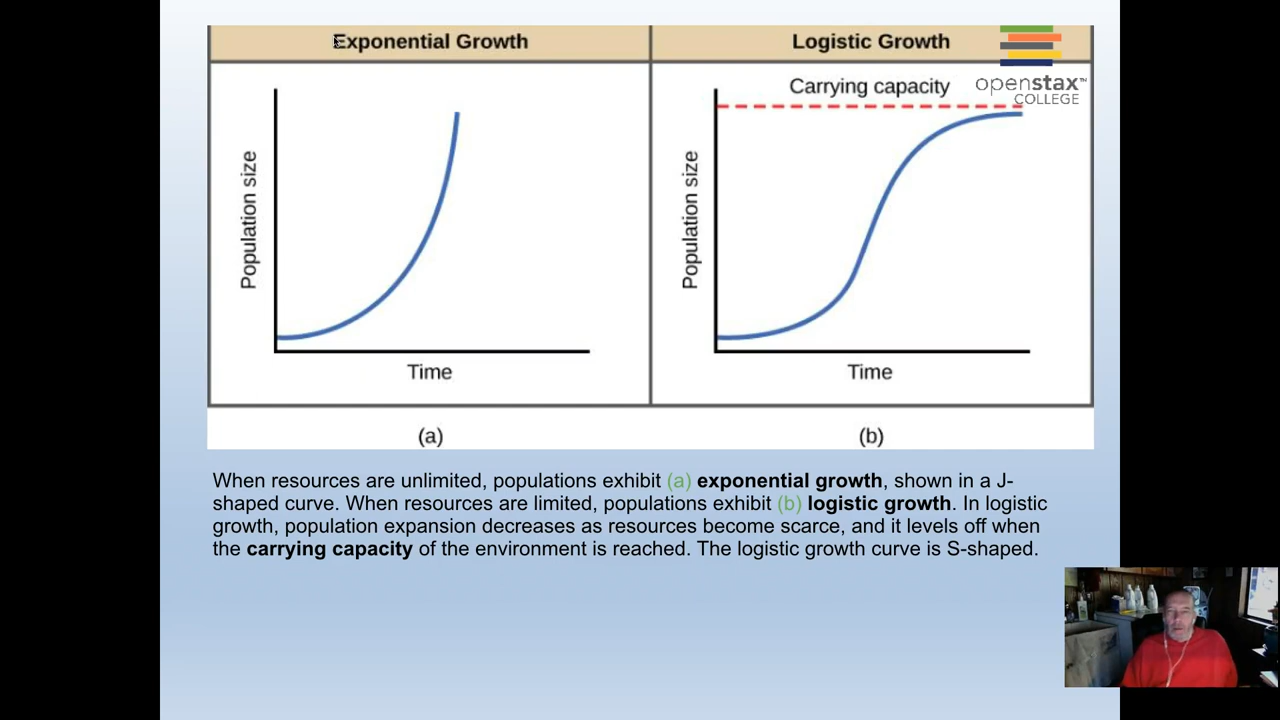 Exponential Growth
Logistic Growth
openstax™
COLLEGE
Carrying capacity
Population size
Time
Population size
Time
(a)
(b)
When resources are unlimited, populations exhibit (a) exponential growth, shown in a J-
shaped curve. When resources are limited, populations exhibit (b) logistic growth. In logistic
growth, population expansion decreases as resources become scarce, and it levels off when
the carrying capacity of the environment is reached. The logistic growth curve is S-shaped.